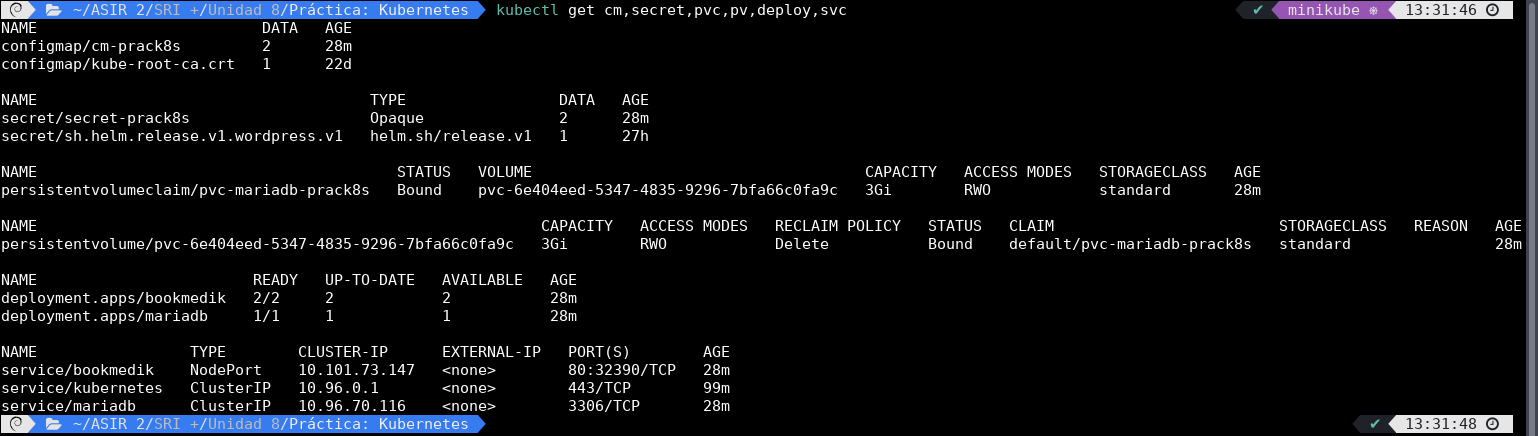 ~/ASIR 2/SRI +/Unidad 8/Práctica: Kubernetes kubectl get cm,secret,pvc,pv,deploy,svc ✔ minikube ⎈ 13:31:46
NAME DATA AGE
configmap/cm-prack8s 2 28m
configmap/kube-root-ca.crt 1 22d
NAME TYPE DATA AGE
secret/secret-prack8s Opaque 2 28m
secret/sh.helm.release.v1.wordpress.v1 helm.sh/release.v1 1 27h
NAME STATUS VOLUME CAPACITY ACCESS MODES STORAGECLASS AGE
persistentvolumeclaim/pvc-mariadb-prack8s Bound pvc-6e404eed-5347-4835-9296-7bfa66c0fa9c 3Gi RWO standard 28m
NAME CAPACITY ACCESS MODES RECLAIM POLICY STATUS CLAIM STORAGECLASS REASON AGE
persistentvolume/pvc-6e404eed-5347-4835-9296-7bfa66c0fa9c 3Gi RWO Delete Bound default/pvc-mariadb-prack8s standard 28m
NAME READY UP-TO-DATE AVAILABLE AGE
deployment.apps/bookmedik 2/2 2 2 28m
deployment.apps/mariadb 1/1 1 1 28m
NAME TYPE CLUSTER-IP EXTERNAL-IP PORT(S) AGE
service/bookmedik NodePort 10.101.73.147 <none> 80:32390/TCP 28m
service/kubernetes ClusterIP 10.96.0.1 <none> 443/TCP 99m
service/mariadb ClusterIP 10.96.70.116 <none> 3306/TCP 28m
~/ASIR 2/SRI +/Unidad 8/Práctica: Kubernetes ✔ 13:31:48